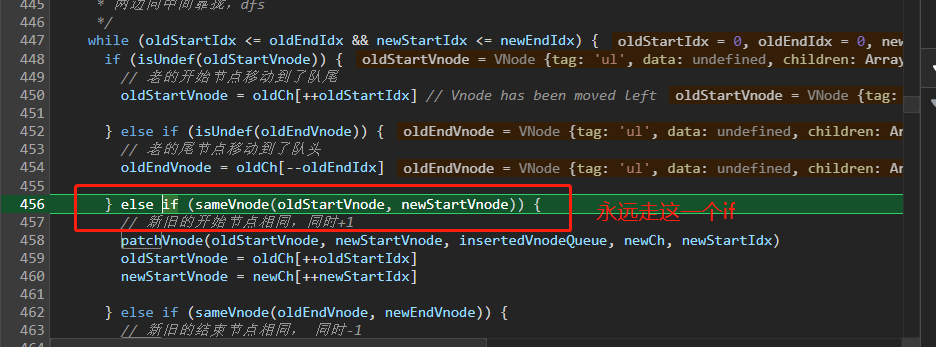 445 * 两边向中间靠拢，dfs
446 */
447 while (oldStartIdx <= oldEndIdx && newStartIdx <= newEndIdx) { oldStartIdx = 0, oldEndIdx = 0, new
448 if (isUndef(oldStartVnode)) { oldStartVnode = VNode {tag: 'ul', data: undefined, children: Array
449 // 老的开始节点移动到了队尾
450 oldStartVnode = oldCh[++oldStartIdx] // Vnode has been moved left oldStartVnode = VNode {tag:
451
452 } else if (isUndef(oldEndVnode)) { oldEndVnode = VNode {tag: 'ul', data: undefined, children: Ar
453 // 老的尾节点移动到了队头
454 oldEndVnode = oldCh[--oldEndIdx] oldEndVnode = VNode {tag: 'ul', data: undefined, children: Arra
455
456 } else if (sameVnode(oldStartVnode, newStartVnode)) {
永远走这一个if
457 // 新旧的开始节点相同，同时+1
458 patchVnode(oldStartVnode, newStartVnode, insertedVnodeQueue, newCh, newStartIdx)
459 oldStartVnode = oldCh[++oldStartIdx]
460 newStartVnode = newCh[++newStartIdx]
461
462 } else if (sameVnode(oldEndVnode, newEndVnode)) {
463 // 新旧的结束节点相同， 同时-1